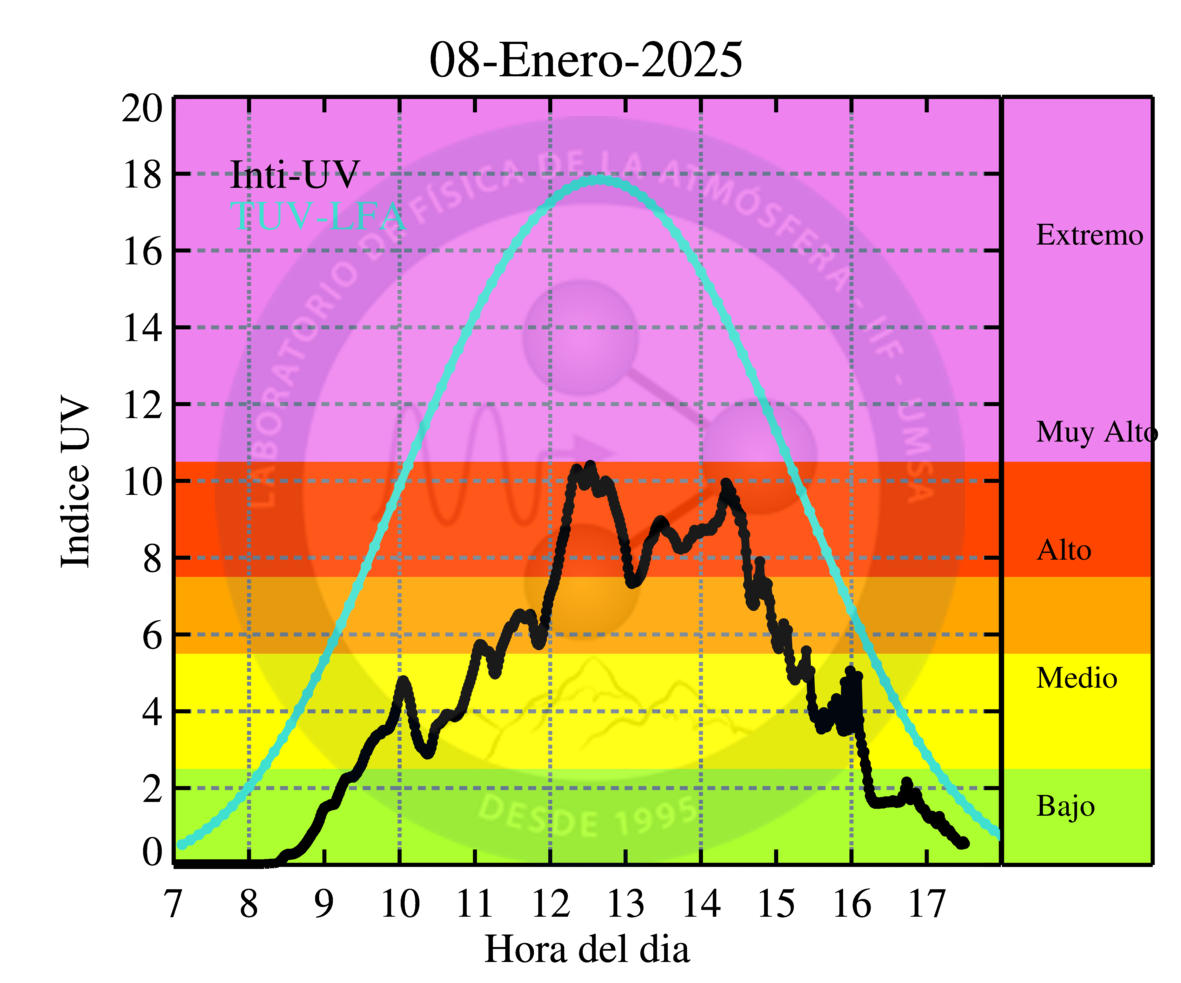 08-Enero-2025
20
18
16
14
12
10
8
6
4
2
0
Indice UV
Inti-UV
TUV-LFA
LABORATORIO DE FÍSICA DE LA ATMÓSFERA - IIF - UMSA
DESDE 1995
Extremo
Muy Alto
Alto
Medio
Bajo
7 8 9 10 11 12 13 14 15 16 17
Hora del dia